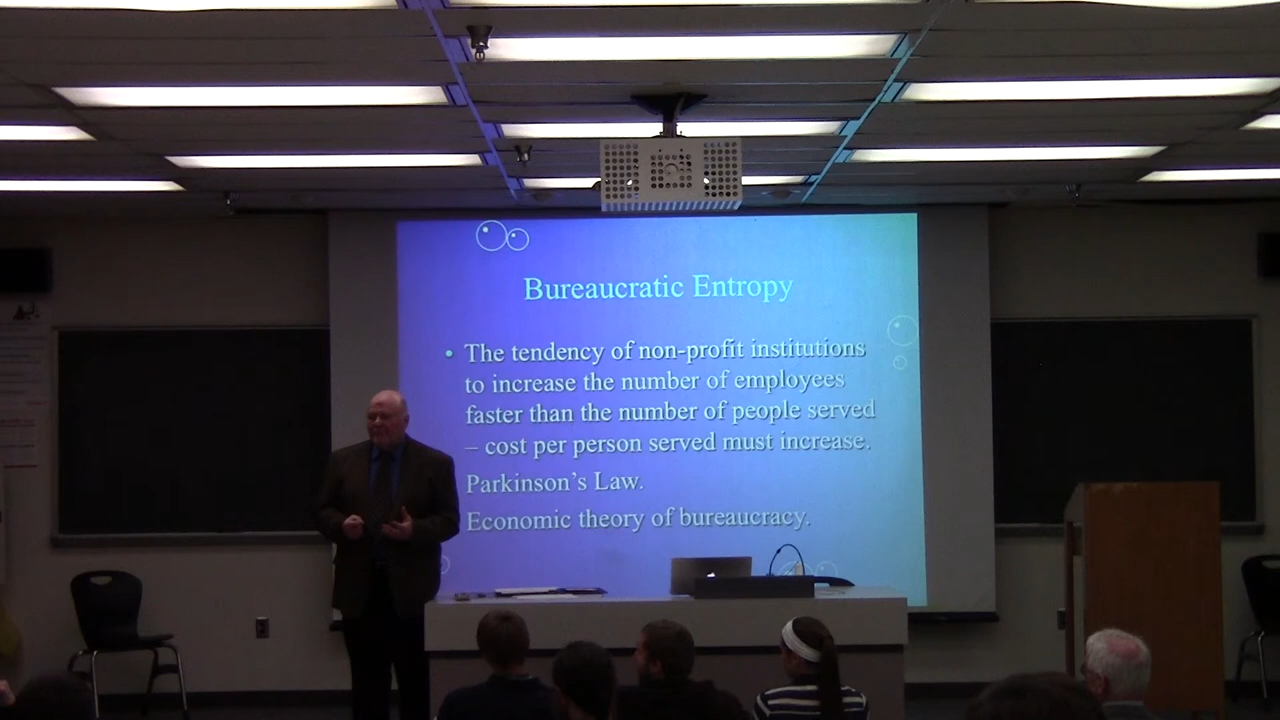 Bureaucratic Entropy
• The tendency of non-profit institutions
to increase the number of employees
faster than the number of people served
– cost per person served must increase.
Parkinson's Law.
Economic theory of bureaucracy.